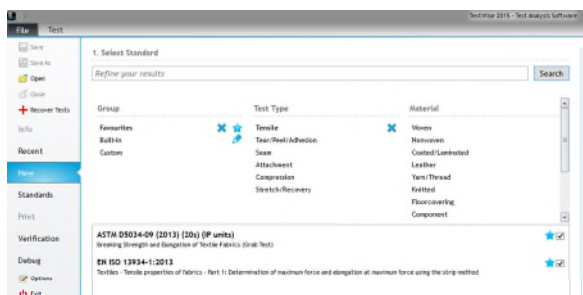 TestWise 2015 - Test Analysis Software
File Test
Save
Save As
Open
Close
Recover Tests
Info
Recent
New
Standards
Print
Verification
Debug
Options
Exit
1. Select Standard
Refine your results
Search
Group
Favourites
Built-in
Custom
Test Type
Tensile
Tear/Peel/Adhesion
Seam
Attachment
Compression
Stretch/Recovery
Material
Woven
Nonwoven
Coated/Laminated
Leather
Yarn/Thread
Knitted
Floorcovering
Component
ASTM D5034-09 (2013) (20s) (IP units)
Breaking Strength and Elongation of Textile Fabrics (Grab Test)
EN ISO 13934-1:2013
Textiles - Tensile properties of fabrics - Part 1: Determination of maximum force and elongation at maximum force using the strip method